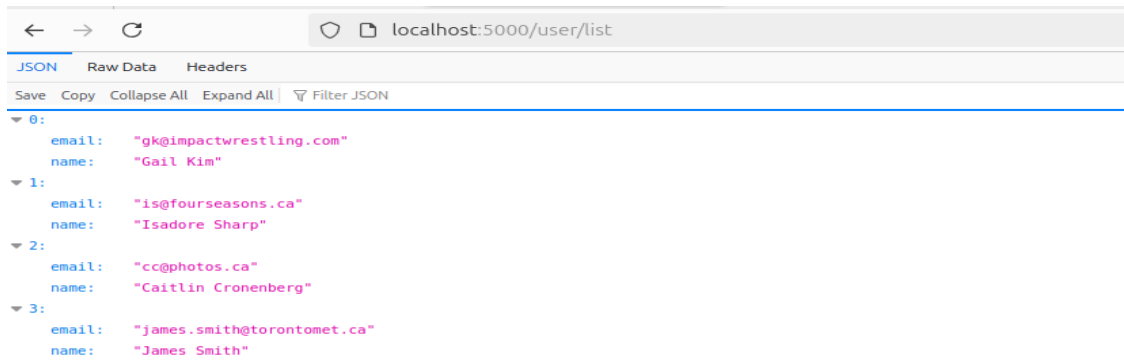 localhost:5000/user/list
JSON Raw Data Headers
Save Copy Collapse All Expand All Filter JSON
0:
email: "gk@impactwrestling.com"
name: "Gail Kim"
1:
email: "is@fourseasons.ca"
name: "Isadore Sharp"
2:
email: "cc@photos.ca"
name: "Caitlin Cronenberg"
3:
email: "james.smith@torontomet.ca"
name: "James Smith"